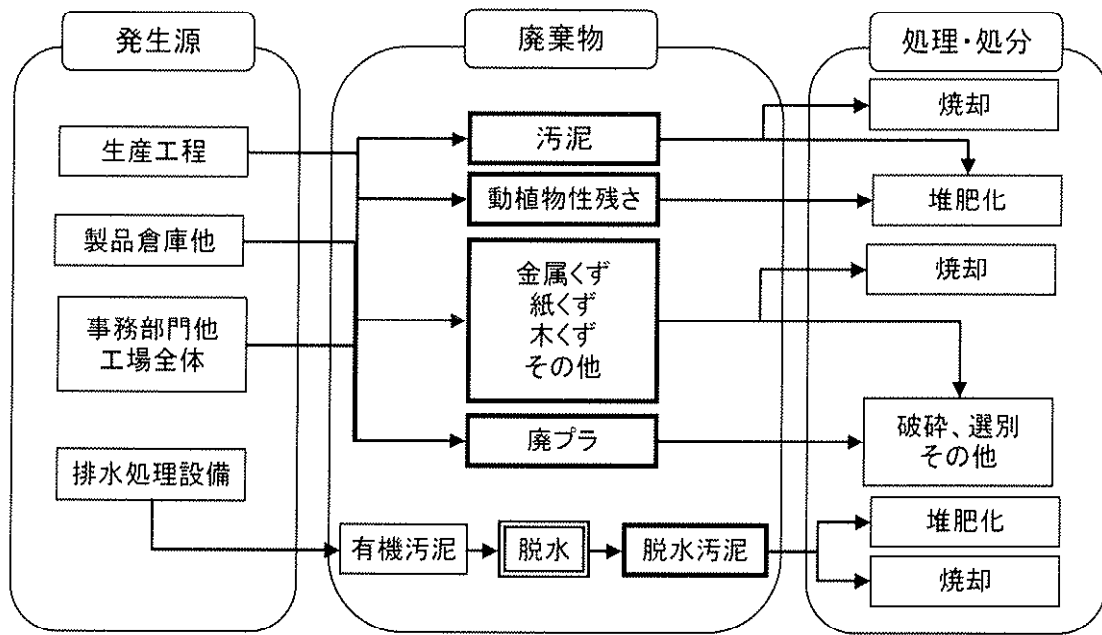 発生源
廃棄物
処理・処分
生産工程
製品倉庫他
事務部門他
工場全体
排水処理設備
汚泥
動植物性残さ
金属くず
紙くず
木くず
その他
廃プラ
有機汚泥
脱水
脱水汚泥
焼却
堆肥化
焼却
破砕、選別
その他
堆肥化
焼却